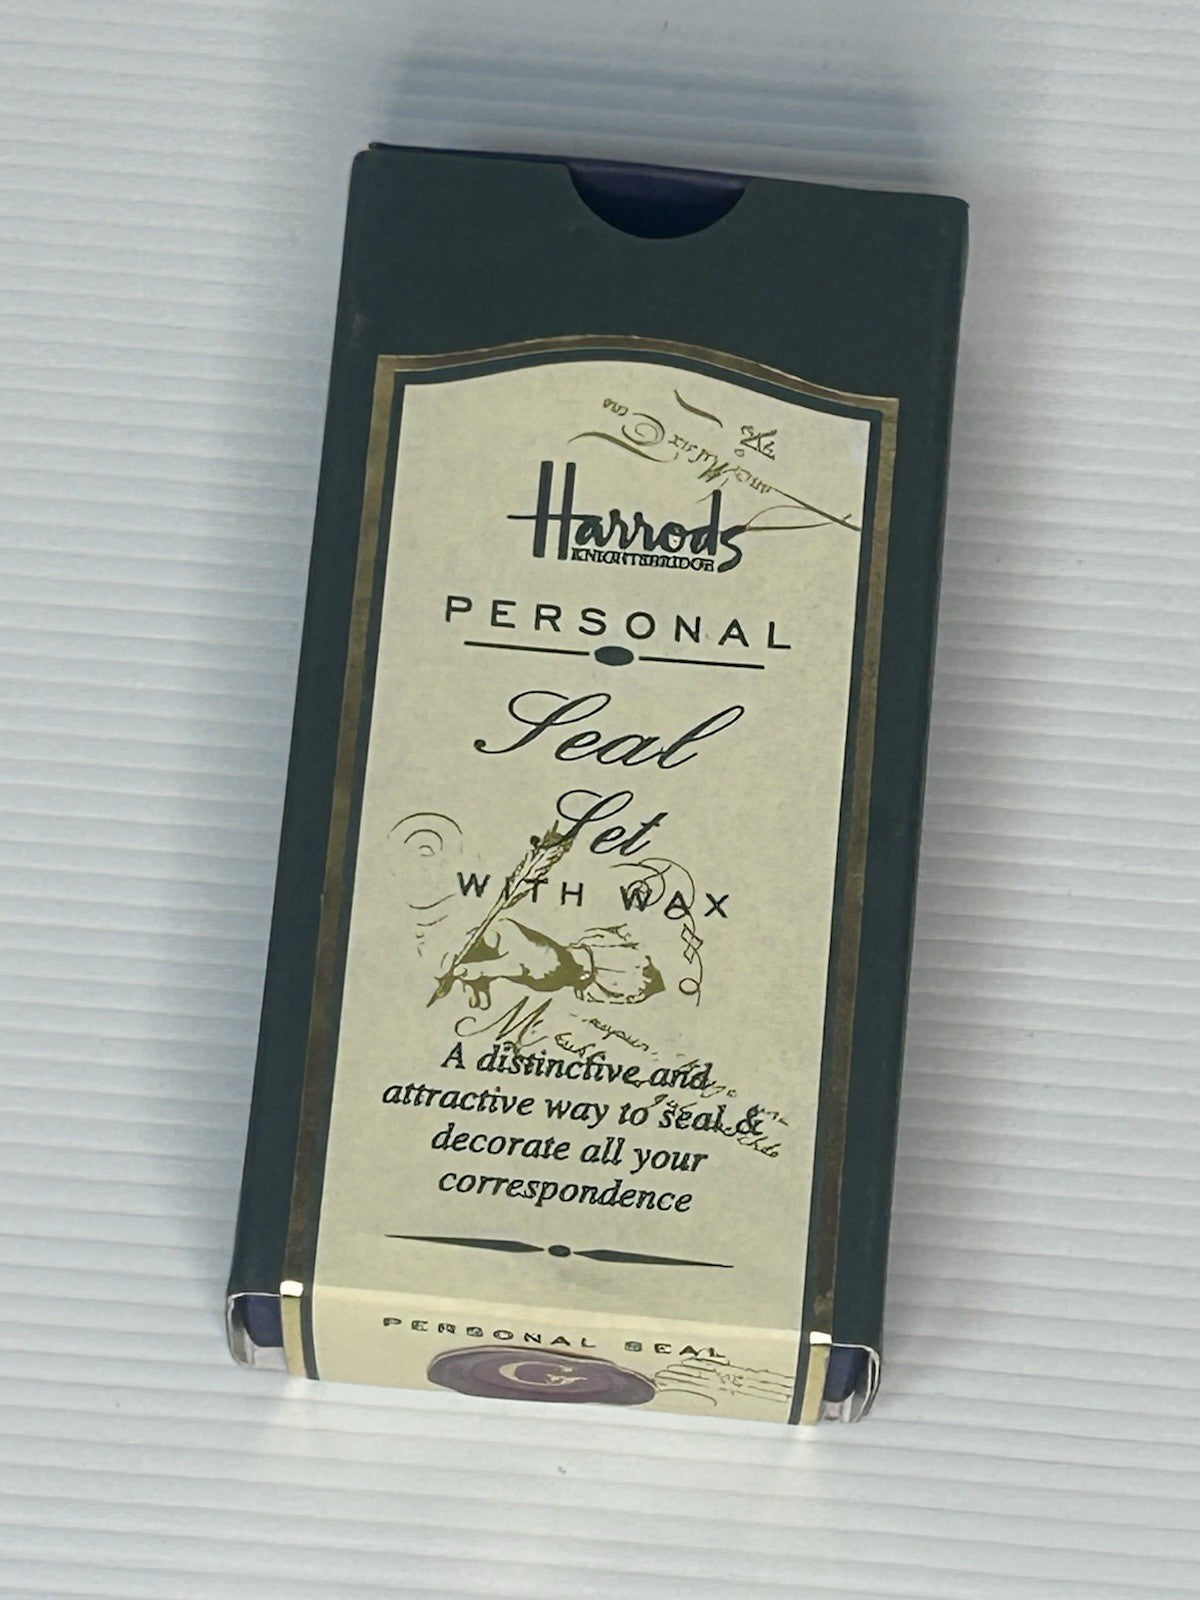 Harrods
KNIGHTSBRIDGE
PERSONAL
Seal
Set
WITH WAX
A distinctive and
attractive way to seal &
decorate all your
correspondence
PERSONAL SEAL
G